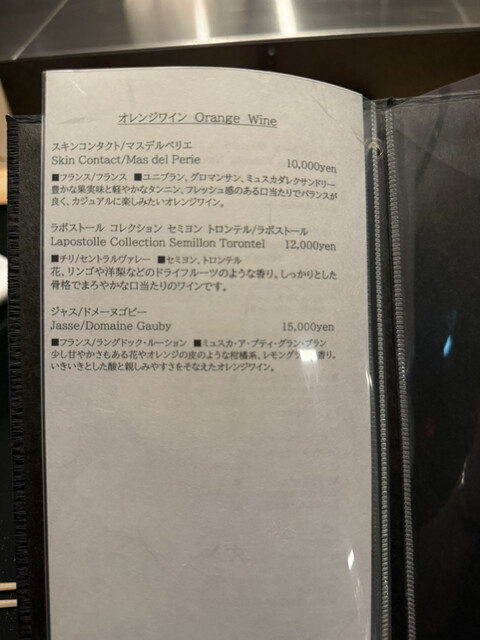 オレンジワイン Orange Wine
スキンコンタクト/マスデルペリエ
Skin Contact/Mas del Perie 10,000yen
■フランス/フランス ■ユニブラン、グロマンサン、ミュスカダレクサンドリー
豊かな果実味と軽やかなタンニン、フレッシュ感のある口当たりでバランスが
良く、カジュアルに楽しみたいオレンジワイン。
ラポストール コレクション セミヨン トロンテル/ラポストール
Lapostolle Collection Semillon Torontel 12,000yen
■チリ/セントラルヴァレー ■セミヨン、トロンテル
花、リンゴや洋梨などのドライフルーツのような香り。しっかりとした
骨格でまろやかな口当たりのワインです。
ジャス/ドメーヌゴビー
Jasse/Domaine Gauby 15,000yen
■フランス/ラングドック・ルーション ■ミュスカ・ア・プティ・グラン・ブラン
少し甘やかさもある花やオレンジの皮のような柑橘系、レモングラ 香り。
いきいきとした酸と親しみやすさをそなえたオレンジワイン。